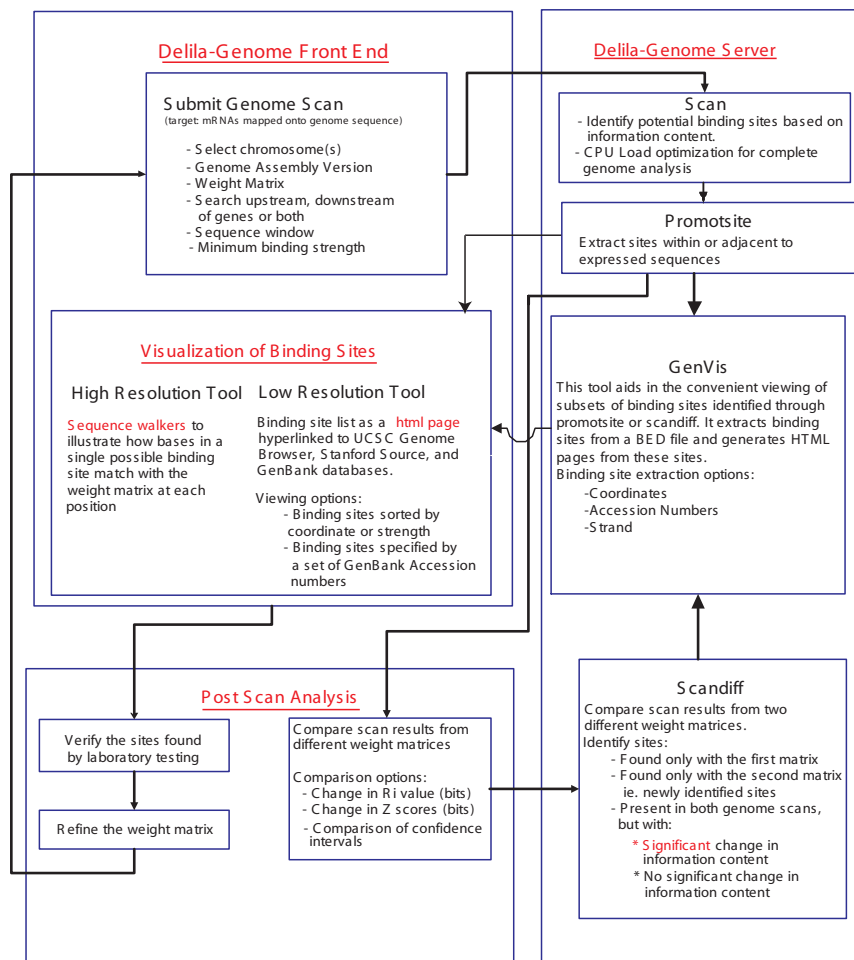 Delila-Genome Front End
Submit Genome Scan
(target: mRNAs mapped onto genome sequence)
- Select chromosome(s)
- Genome Assembly Version
- Weight Matrix
- Search upstream, downstream
of genes or both
- Sequence window
- Minimum binding strength
Visualization of Binding Sites
High Resolution Tool
Sequence walkers to
illustrate how bases in a
single possible binding
site match with the
weight matrix at each
position
Low Resolution Tool
Binding site list as a html page
hyperlinked to UCSC Genome
Browser, Stanford Source, and
GenBank databases.
Viewing options:
- Binding sites sorted by
coordinate or strength
- Binding sites specified by
a set of GenBank Accession
numbers
Delila-Genome Server
Scan
- Identify potential binding sites based on
information content.
- CPU Load optimization for complete
genome analysis
Promotsite
Extract sites within or adjacent to
expressed sequences
GenVis
This tool aids in the convenient viewing of
subsets of binding sites identified through
promotsite or scandiff. It extracts binding
sites from a BED file and generates HTML
pages from these sites.
Binding site extraction options:
-Coordinates
-Accession Numbers
-Strand
Post Scan Analysis
Verify the sites found
by laboratory testing
Refine the weight matrix
Compare scan results from
different weight matrices
Comparison options:
- Change in Ri value (bits)
- Change in Z scores (bits)
- Comparison of confidence
intervals
Scandiff
Compare scan results from two
different weight matrices.
Identify sites:
- Found only with the first matrix
- Found only with the second matrix
ie. newly identified sites
- Present in both genome scans,
but with:
* Significant change in
information content
* No significant change in
information content